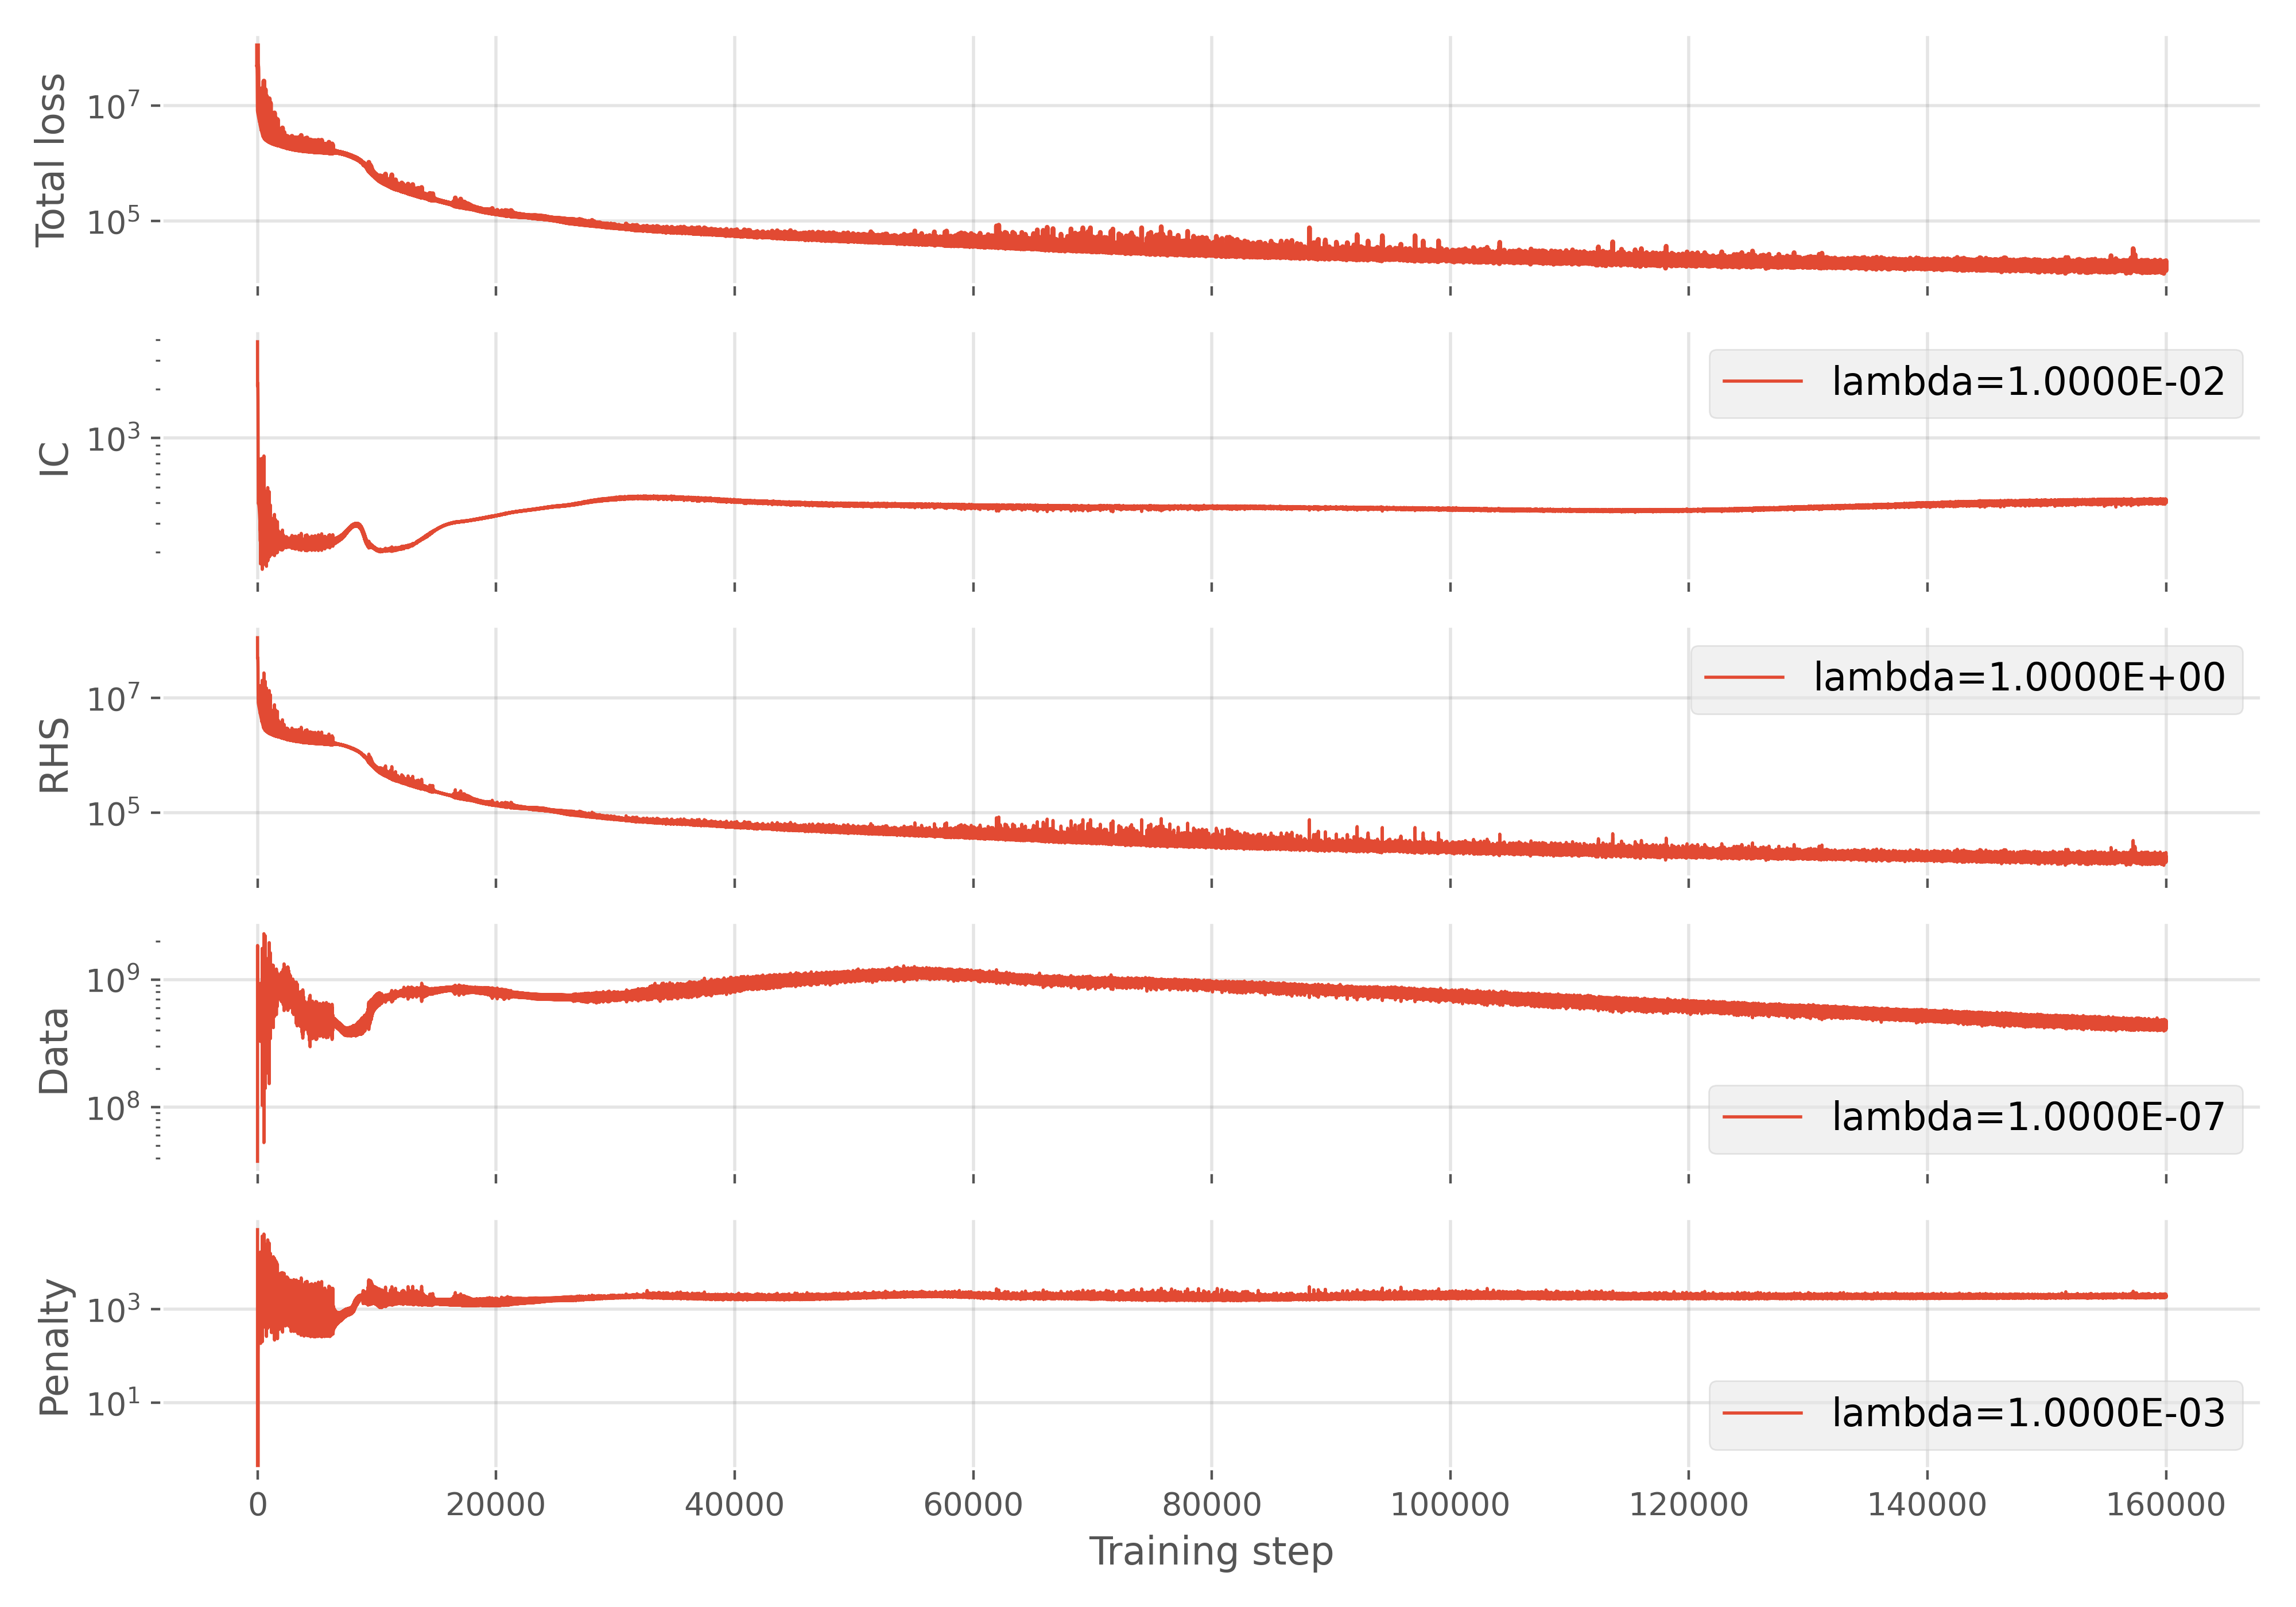 Total loss
10^7
10^5
IC
10^3
lambda=1.0000E-02
RHS
10^7
10^5
lambda=1.0000E+00
Data
10^9
10^8
lambda=1.0000E-07
Penalty
10^3
10^1
lambda=1.0000E-03
0 20000 40000 60000 80000 100000 120000 140000 160000
Training step